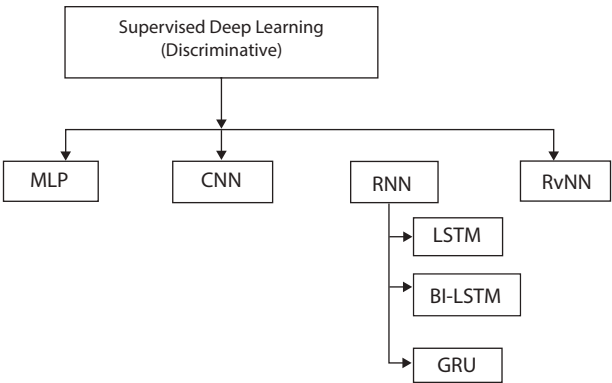 Supervised Deep Learning
(Discriminative)
MLP
CNN
RNN
RvNN
LSTM
BI-LSTM
GRU